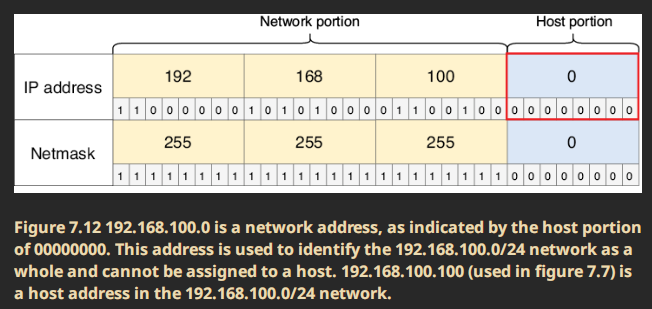 Network portion Host portion
IP address 192 168 100 0
1 1 0 0 0 0 0 0 1 0 1 0 1 0 0 0 0 1 1 0 0 1 0 0 0 0 0 0 0 0 0 0
Netmask 255 255 255 0
1 1 1 1 1 1 1 1 1 1 1 1 1 1 1 1 1 1 1 1 1 1 1 1 0 0 0 0 0 0 0 0
Figure 7.12 192.168.100.0 is a network address, as indicated by the host portion
of 00000000. This address is used to identify the 192.168.100.0/24 network as a
whole and cannot be assigned to a host. 192.168.100.100 (used in figure 7.7) is
a host address in the 192.168.100.0/24 network.